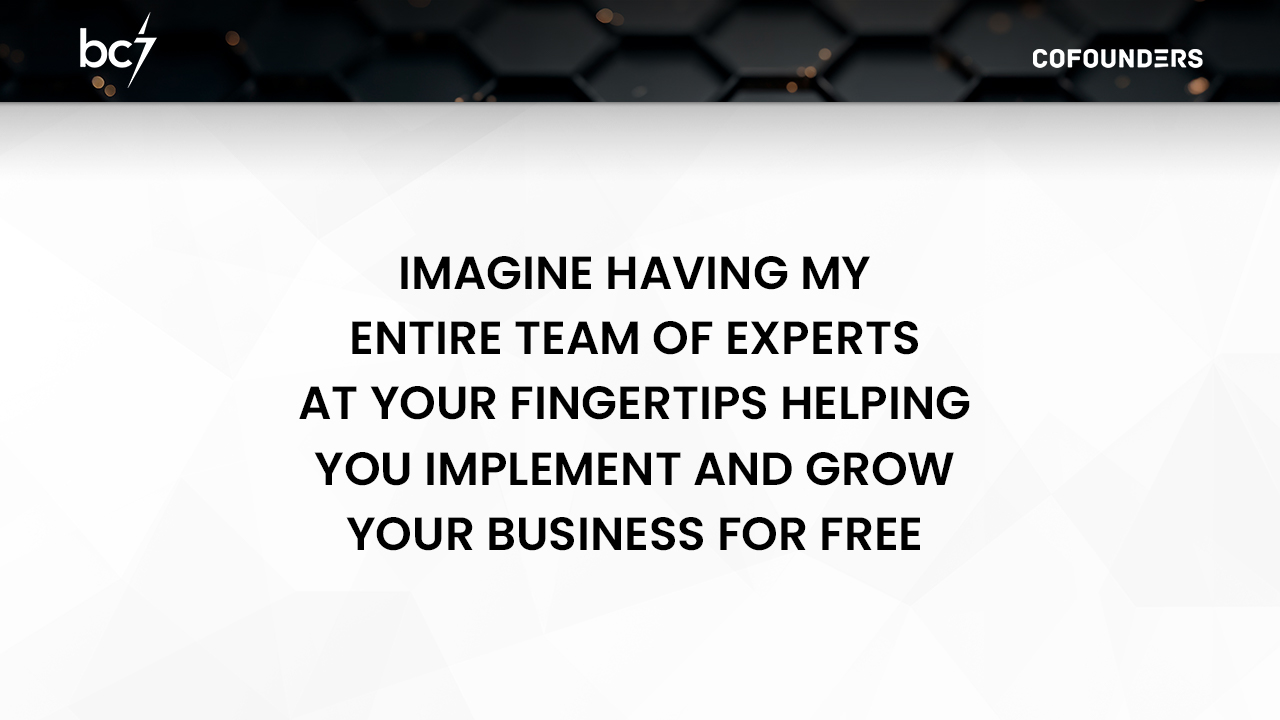 bc7
COFOUNDERS
IMAGINE HAVING MY
ENTIRE TEAM OF EXPERTS
AT YOUR FINGERTIPS HELPING
YOU IMPLEMENT AND GROW
YOUR BUSINESS FOR FREE